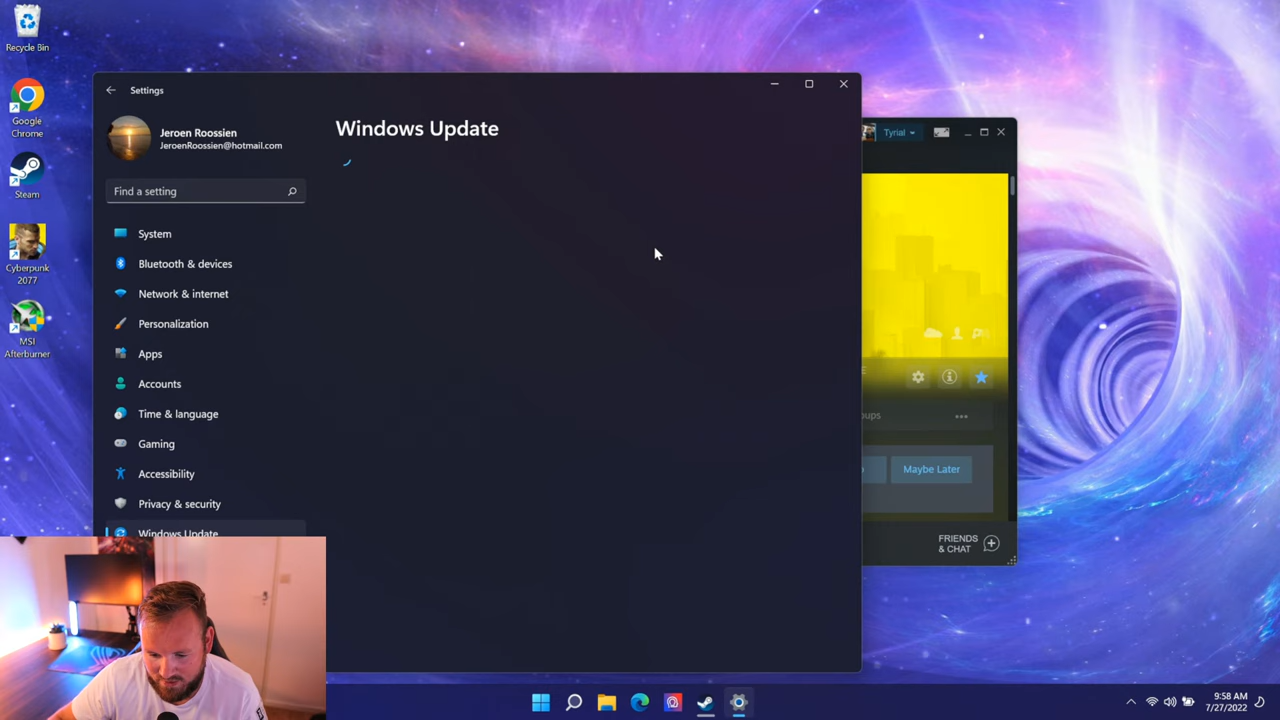 Recycle Bin
Google
Chrome
Steam
Cyberpunk
2077
MSI
Afterburner
Settings
Jeroen Roossien
JeroenRoossien@hotmail.com
Find a setting
System
Bluetooth & devices
Network & internet
Personalization
Apps
Accounts
Time & language
Gaming
Accessibility
Privacy & security
Windows Update
Windows Update
Tyrial
Maybe Later
FRIENDS
& CHAT
9:58 AM
7/27/2022